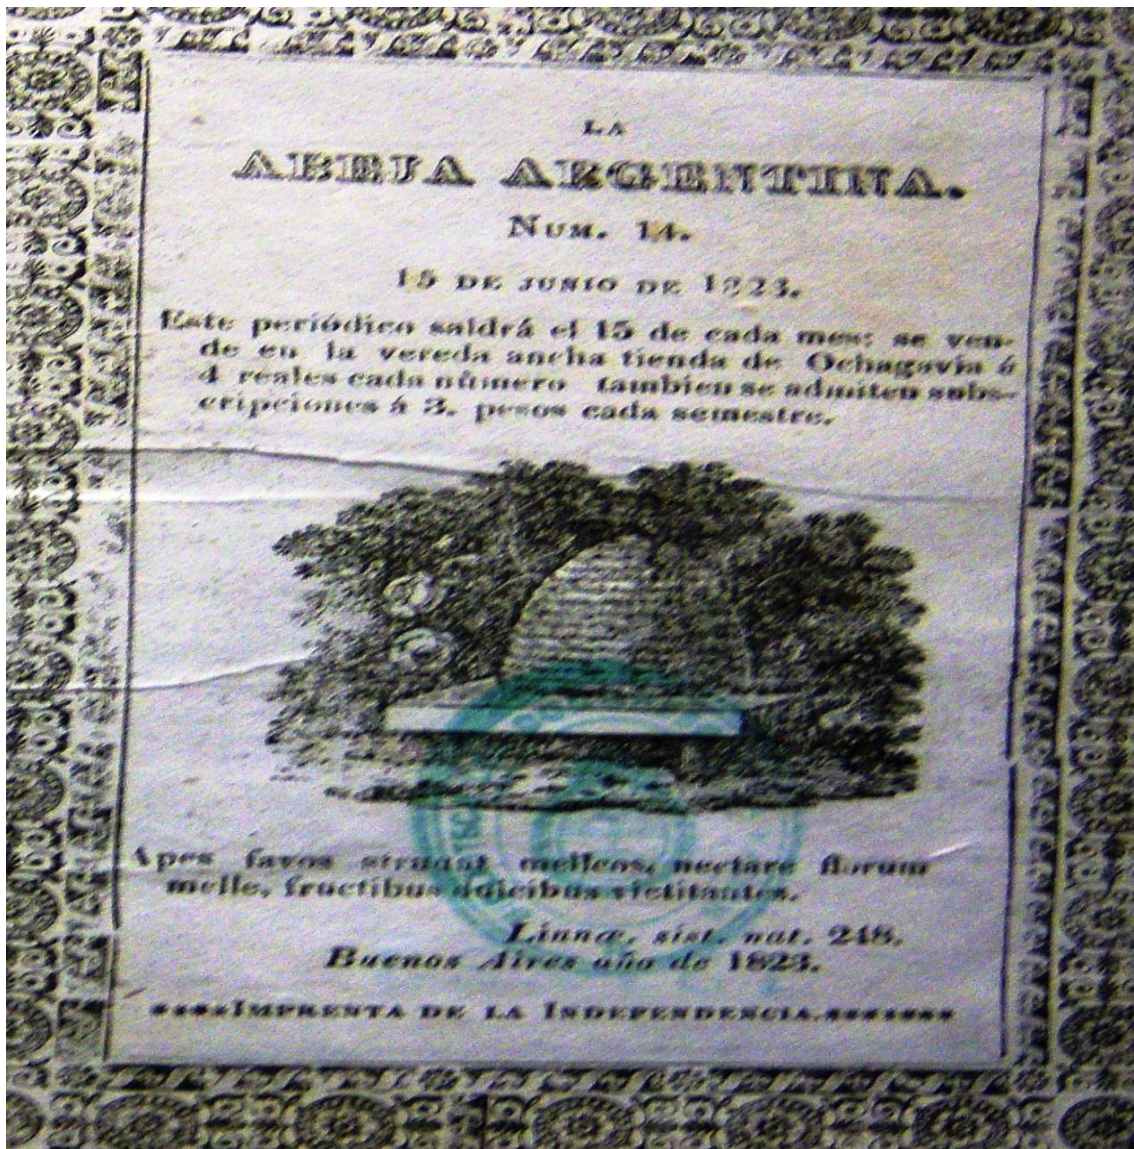 LA
ABEJA ARGENTINA.
NUM. 14.
15 DE JUNIO DE 1823.
Este periódico saldrá el 15 de cada mes: se ven-
de en la vereda ancha tienda de Ochagavia á
4 reales cada número tambien se admiten subs-
cripciones á 3. pesos cada semestre.
Apes favos struunt melleos, nectare florum
melle, fructibus dulcibus victitantes.
Linnæ, sist. nat. 248.
Buenos Aires año de 1823.
****IMPRENTA DE LA INDEPENDENCIA.*******